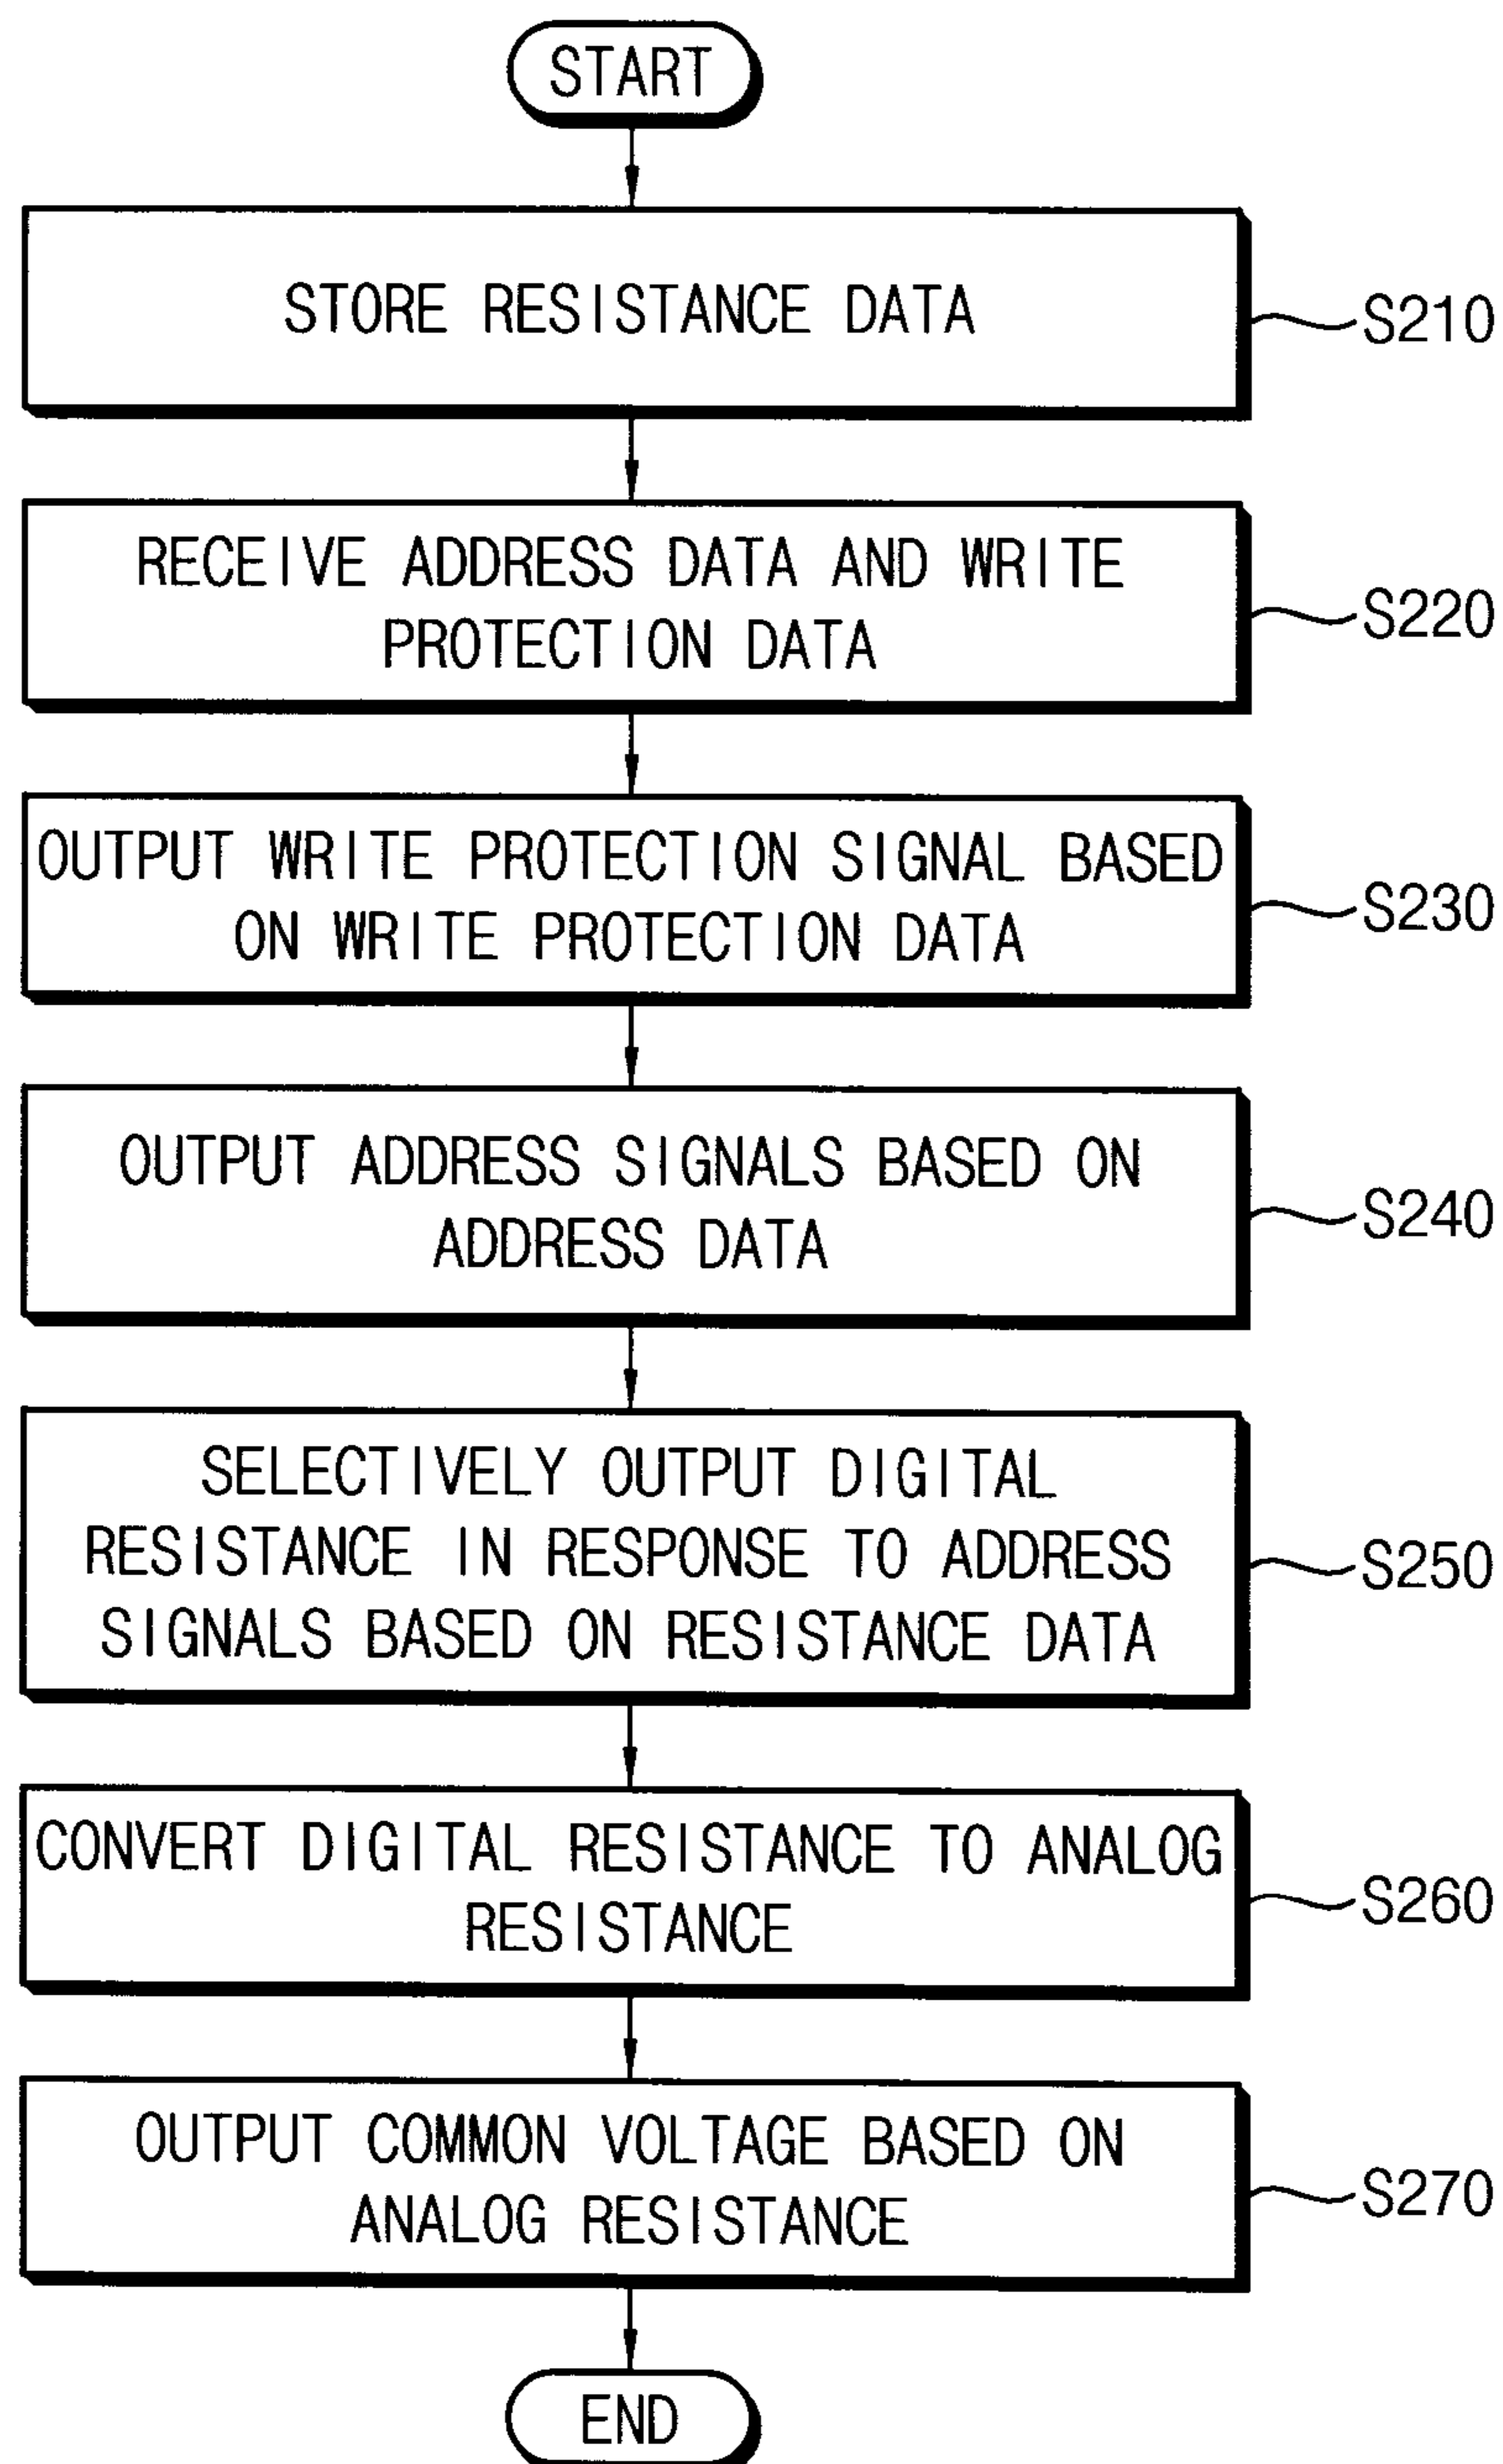 START
STORE RESISTANCE DATA
S210
RECEIVE ADDRESS DATA AND WRITE
PROTECTION DATA
S220
OUTPUT WRITE PROTECTION SIGNAL BASED
ON WRITE PROTECTION DATA
S230
OUTPUT ADDRESS SIGNALS BASED ON
ADDRESS DATA
S240
SELECTIVELY OUTPUT DIGITAL
RESISTANCE IN RESPONSE TO ADDRESS
SIGNALS BASED ON RESISTANCE DATA
S250
CONVERT DIGITAL RESISTANCE TO ANALOG
RESISTANCE
S260
OUTPUT COMMON VOLTAGE BASED ON
ANALOG RESISTANCE
S270
END